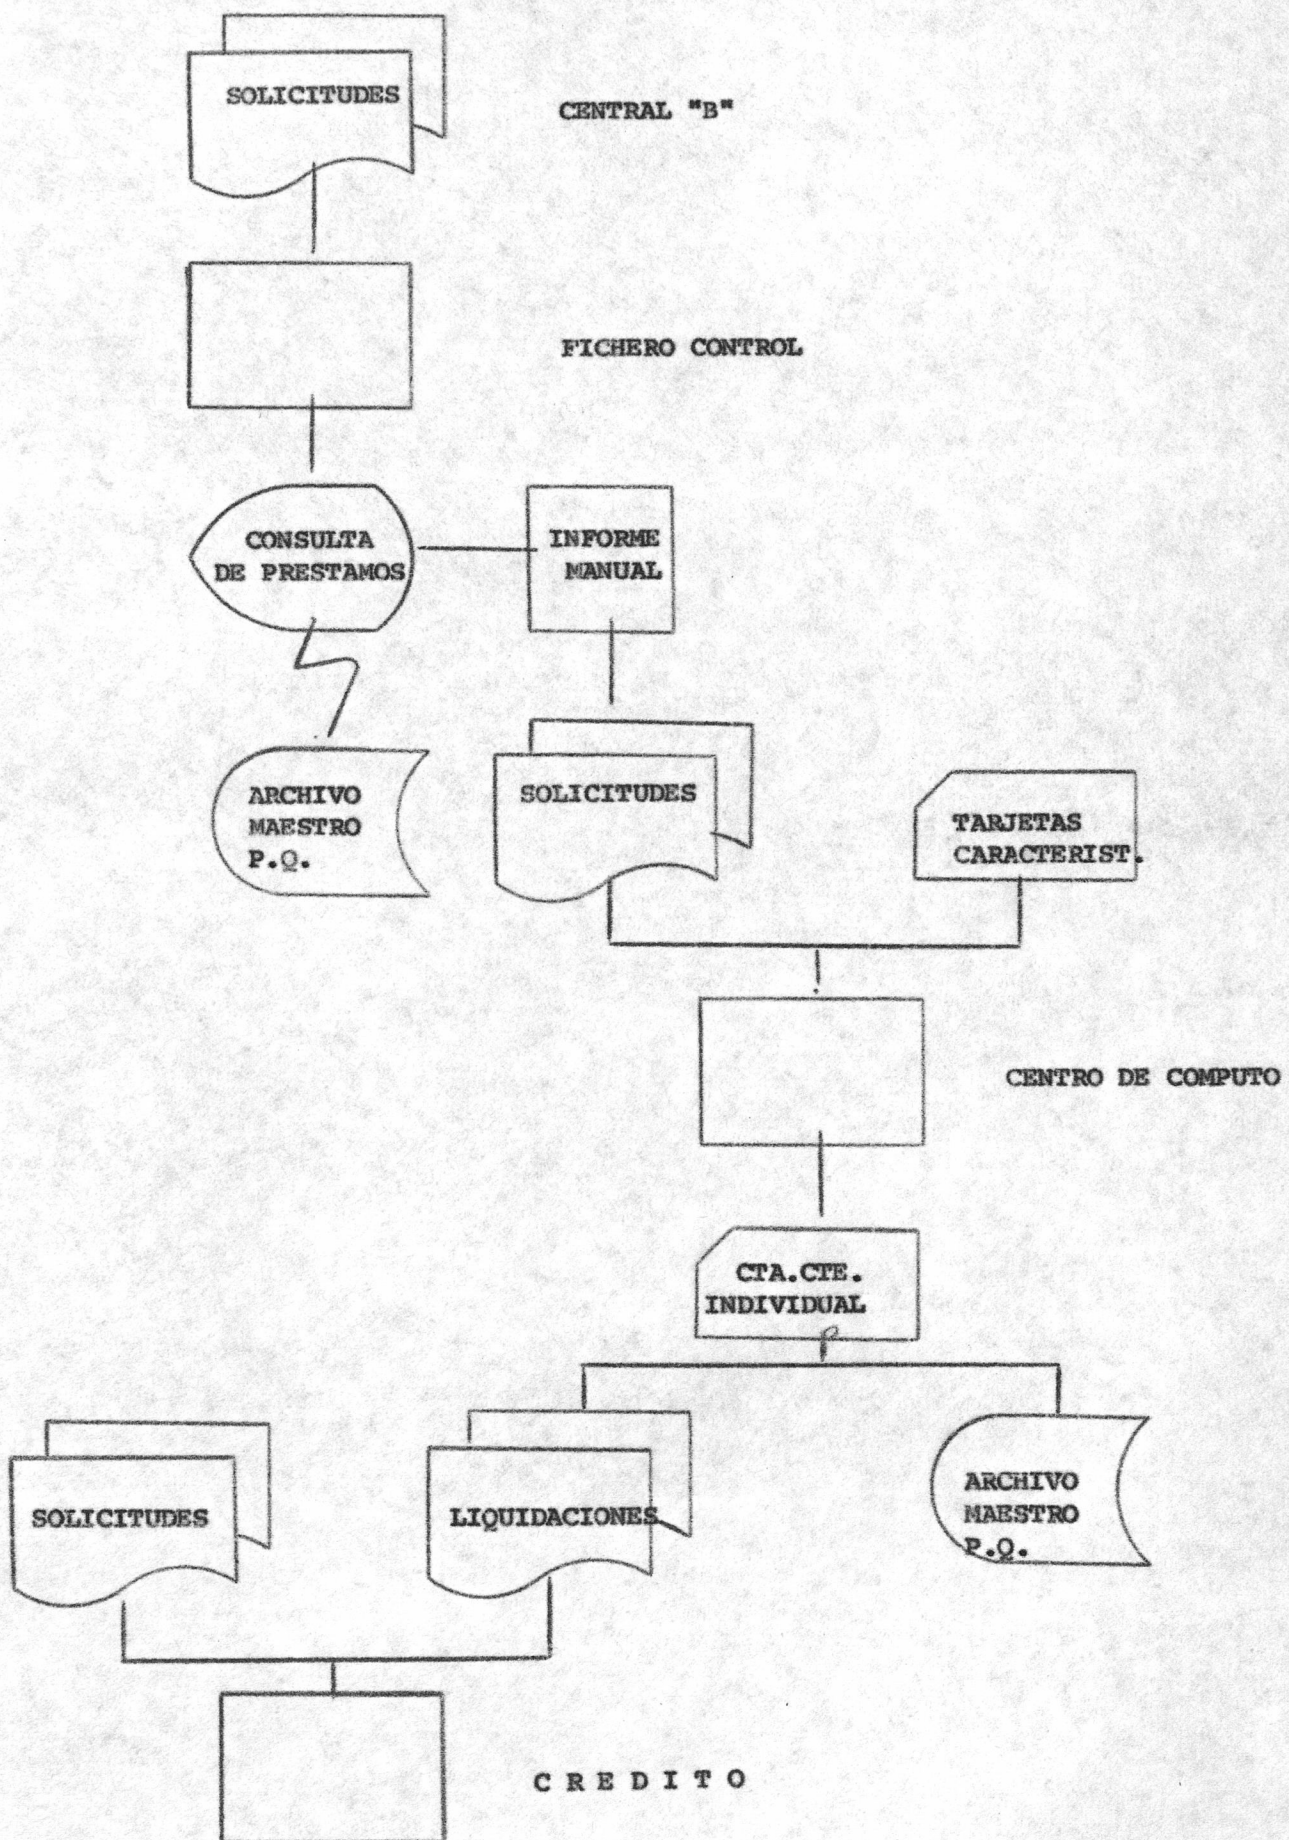 SOLICITUDES
CENTRAL "B"
FICHERO CONTROL
CONSULTA
DE PRESTAMOS
INFORME
MANUAL
ARCHIVO
MAESTRO
P.Q.
SOLICITUDES
TARJETAS
CARACTERIST.
CENTRO DE COMPUTO
CTA.CTE.
INDIVIDUAL
SOLICITUDES
LIQUIDACIONES
ARCHIVO
MAESTRO
P.Q.
C R E D I T O